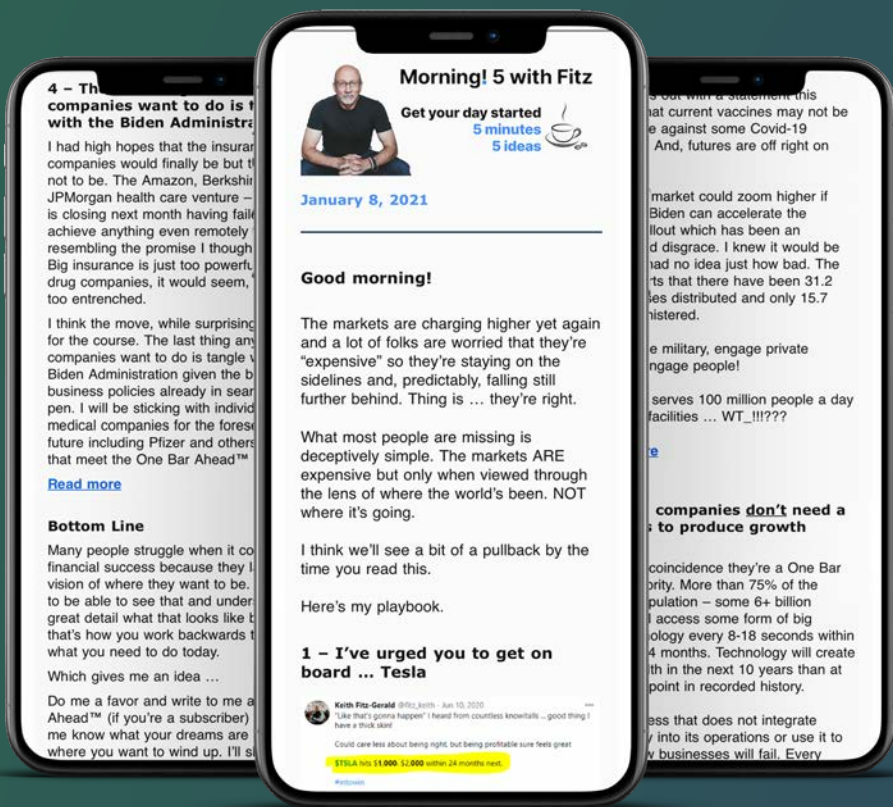 4 – Th
companies want to do is t
with the Biden Administra
I had high hopes that the insurar
companies would finally be but t
not to be. The Amazon, Berkshir
JPMorgan health care venture –
is closing next month having faile
achieve anything even remotely
resembling the promise I though
Big insurance is just too powerfu
drug companies, it would seem,
too entrenched.
I think the move, while surprising
for the course. The last thing any
companies want to do is tangle
Biden Administration given the b
business policies already in sear
pen. I will be sticking with individ
medical companies for the forese
future including Pfizer and others
that meet the One Bar Ahead™
Read more
Bottom Line
Many people struggle when it co
financial success because they l
vision of where they want to be.
to be able to see that and under
great detail what that looks like b
that's how you work backwards t
what you need to do today.
Which gives me an idea …
Do me a favor and write to me a
Ahead™ (if you're a subscriber)
me know what your dreams are
where you want to wind up. I'll s
Morning! 5 with Fitz
Get your day started
5 minutes
5 ideas
January 8, 2021
Good morning!
The markets are charging higher yet again
and a lot of folks are worried that they're
"expensive" so they're staying on the
sidelines and, predictably, falling still
further behind. Thing is … they're right.
What most people are missing is
deceptively simple. The markets ARE
expensive but only when viewed through
the lens of where the world's been. NOT
where it's going.
I think we'll see a bit of a pullback by the
time you read this.
Here's my playbook.
1 – I've urged you to get on
board … Tesla
Keith Fitz-Gerald @fitz_keith · Jun 10, 2020
"Like that's gonna happen" I heard from countless knowitalls ... good thing I
have a thick skin!
Could care less about being right, but being profitable sure feels great
$TSLA hits $1,000. $2,000 within 24 months next.
s out with a statement this
hat current vaccines may not be
e against some Covid-19
And, futures are off right on
market could zoom higher if
Biden can accelerate the
llout which has been an
d disgrace. I knew it would be
had no idea just how bad. The
rts that there have been 31.2
ses distributed and only 15.7
nistered.
e military, engage private
ngage people!
serves 100 million people a day
facilities … WT_!!!???
e
companies don't need a
s to produce growth
coincidence they're a One Bar
ority. More than 75% of the
pulation – some 6+ billion
l access some form of big
ology every 8-18 seconds within
4 months. Technology will create
lth in the next 10 years than at
point in recorded history.
ess that does not integrate
y into its operations or use it to
w businesses will fail. Every